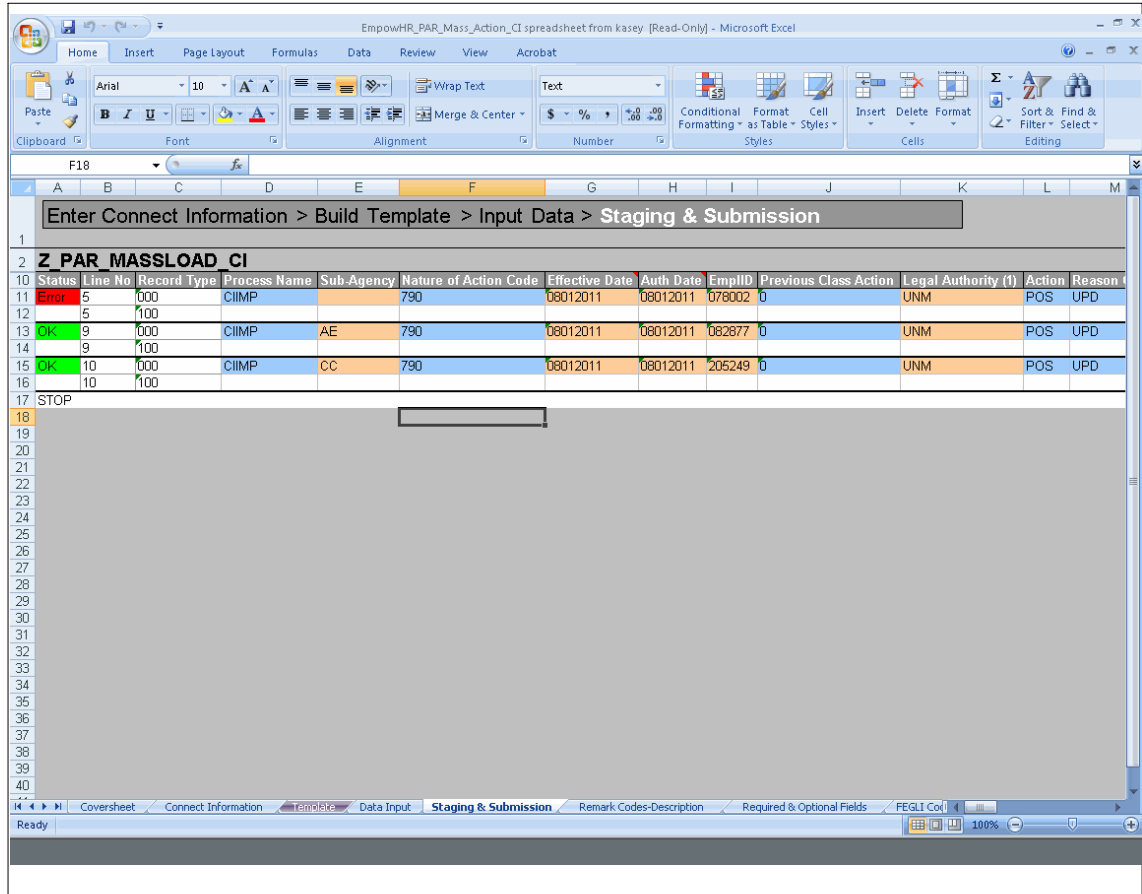 EmpowHR_PAR_Mass_Action_CI spreadsheet from kasey [Read-Only] - Microsoft Excel
Home Insert Page Layout Formulas Data Review View Acrobat
Paste
Arial 10 A A
B I U A
Wrap Text
Merge & Center
Text
$ % , .0 .00 .00 .0
Conditional Formatting Format as Table Cell Styles
Insert Delete Format
Σ
A Z
Sort & Filter Find & Select
Clipboard Font Alignment Number Styles Cells Editing
F18 fx
A B C D E F G H I J K L M
1 Enter Connect Information > Build Template > Input Data > Staging & Submission
2 Z_PAR_MASSLOAD_CI
10 Status Line No Record Type Process Name Sub-Agency Nature of Action Code Effective Date Auth Date EmplID Previous Class Action Legal Authority (1) Action Reason
11 Error 5 000 CIIMP 790 08012011 08012011 078002 0 UNM POS UPD
12 5 100
13 OK 9 000 CIIMP AE 790 08012011 08012011 082877 0 UNM POS UPD
14 9 100
15 OK 10 000 CIIMP CC 790 08012011 08012011 205249 0 UNM POS UPD
16 10 100
17 STOP
18
19
20
21
22
23
24
25
26
27
28
29
30
31
32
33
34
35
36
37
38
39
40
Coversheet Connect Information Template Data Input Staging & Submission Remark Codes-Description Required & Optional Fields FEGLI Cod
Ready 100%